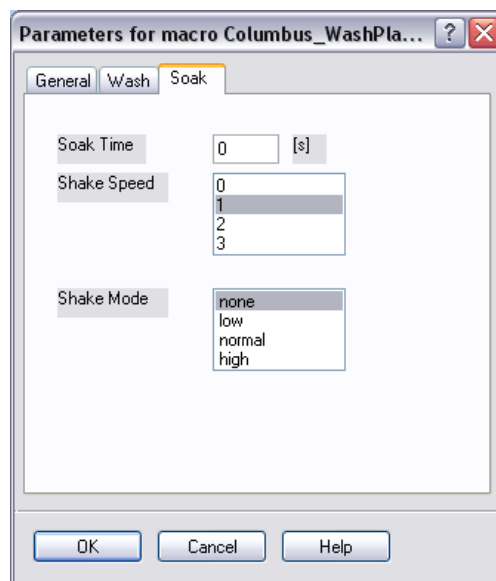 Parameters for macro Columbus_WashPla...
General Wash Soak
Soak Time 0 [s]
Shake Speed 0
1
2
3
Shake Mode none
low
normal
high
OK Cancel Help